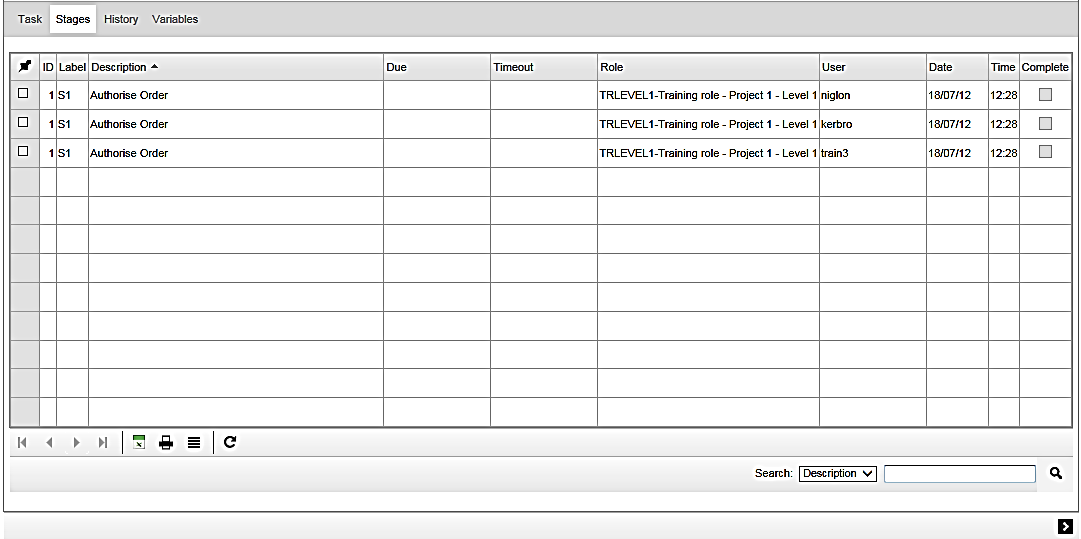 Task Stages History Variables
ID Label Description Due Timeout Role User Date Time Complete
1 S1 Authorise Order TRLEVEL1-Training role - Project 1 - Level 1 niglon 18/07/12 12:28
1 S1 Authorise Order TRLEVEL1-Training role - Project 1 - Level 1 kerbro 18/07/12 12:28
1 S1 Authorise Order TRLEVEL1-Training role - Project 1 - Level 1 train3 18/07/12 12:28
Search: Description